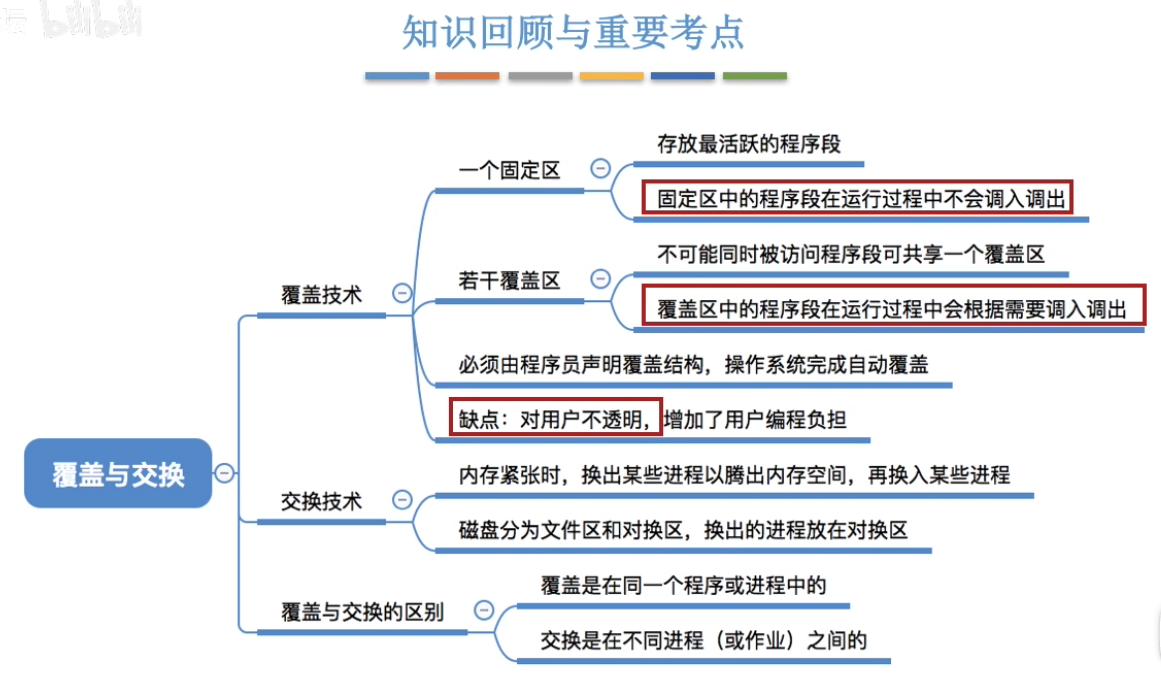 bilibili
知识回顾与重要考点
存放最活跃的程序段
一个固定区
固定区中的程序段在运行过程中不会调入调出
不可能同时被访问程序段可共享一个覆盖区
若干覆盖区
覆盖技术
覆盖区中的程序段在运行过程中会根据需要调入调出
必须由程序员声明覆盖结构，操作系统完成自动覆盖
缺点：对用户不透明，增加了用户编程负担
覆盖与交换
内存紧张时，换出某些进程以腾出内存空间，再换入某些进程
交换技术
磁盘分为文件区和对换区，换出的进程放在对换区
覆盖是在同一个程序或进程中的
覆盖与交换的区别
交换是在不同进程（或作业）之间的